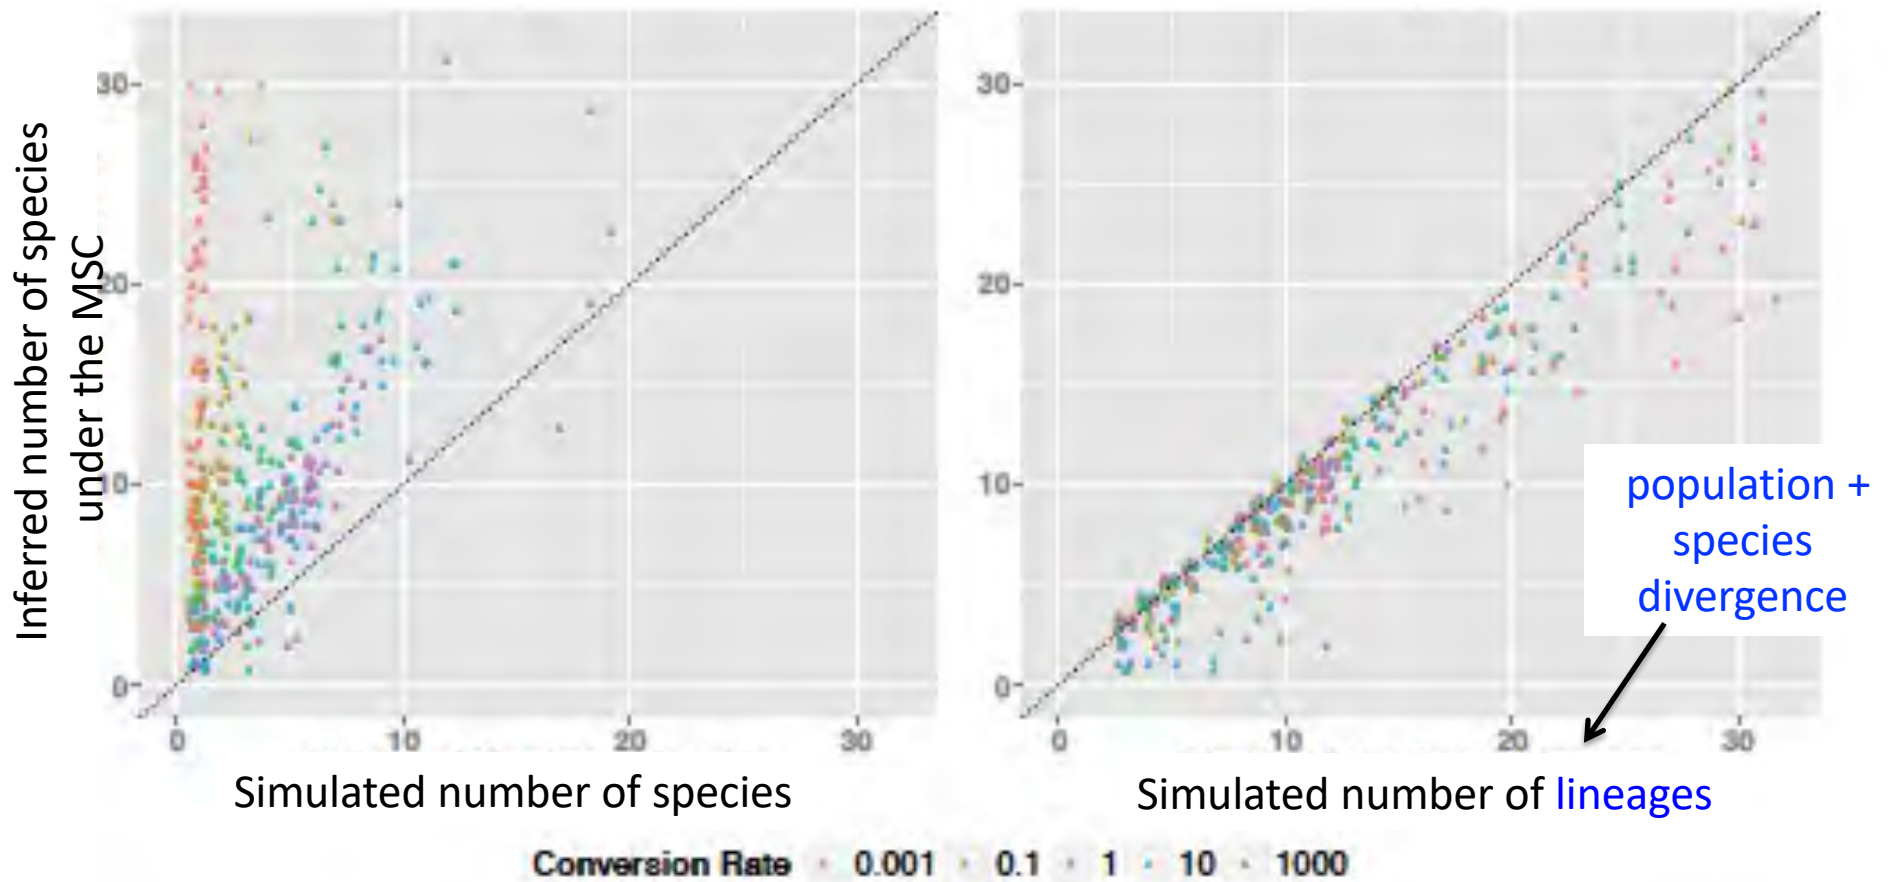 Inferred number of species
under the MSC
30
20
10
0
0 10 20 30
Simulated number of species
30
20
10
0
0 10 20 30
Simulated number of lineages
population +
species
divergence
Conversion Rate 0.001 0.1 1 10 1000